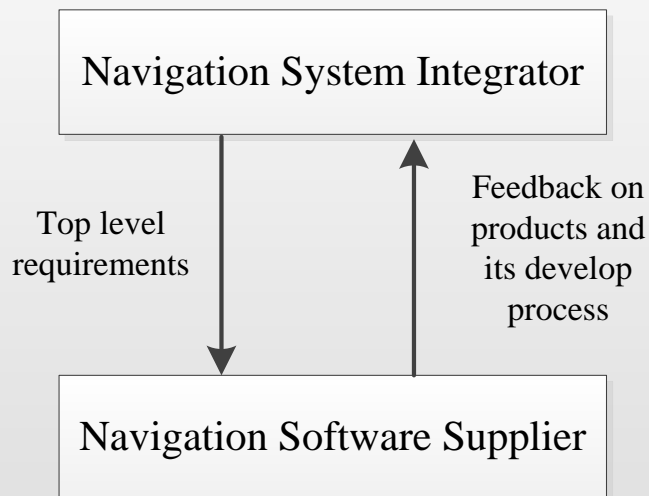 Navigation System Integrator
Top level
requirements
Feedback on
products and
its develop
process
Navigation Software Supplier